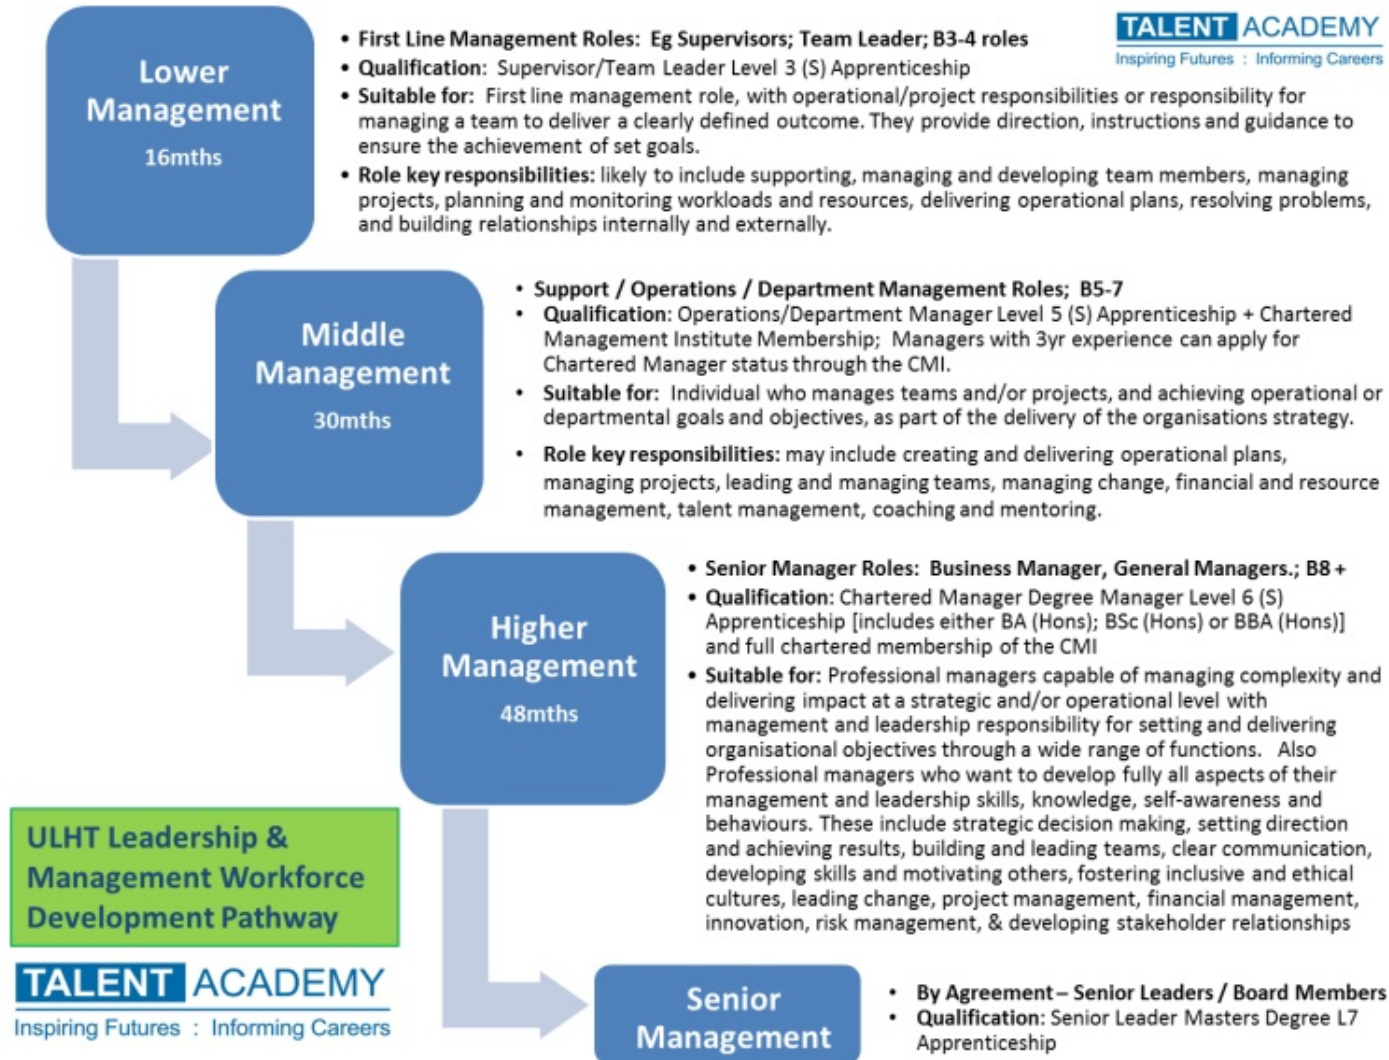 TALENT ACADEMY
Inspiring Futures : Informing Careers
Lower
Management
16mths
• First Line Management Roles: Eg Supervisors; Team Leader; B3-4 roles
• Qualification: Supervisor/Team Leader Level 3 (S) Apprenticeship
• Suitable for: First line management role, with operational/project responsibilities or responsibility for
managing a team to deliver a clearly defined outcome. They provide direction, instructions and guidance to
ensure the achievement of set goals.
• Role key responsibilities: likely to include supporting, managing and developing team members, managing
projects, planning and monitoring workloads and resources, delivering operational plans, resolving problems,
and building relationships internally and externally.
Middle
Management
30mths
• Support / Operations / Department Management Roles; B5-7
• Qualification: Operations/Department Manager Level 5 (S) Apprenticeship + Chartered
Management Institute Membership; Managers with 3yr experience can apply for
Chartered Manager status through the CMI.
• Suitable for: Individual who manages teams and/or projects, and achieving operational or
departmental goals and objectives, as part of the delivery of the organisations strategy.
• Role key responsibilities: may include creating and delivering operational plans,
managing projects, leading and managing teams, managing change, financial and resource
management, talent management, coaching and mentoring.
Higher
Management
48mths
• Senior Manager Roles: Business Manager, General Managers.; B8 +
• Qualification: Chartered Manager Degree Manager Level 6 (S)
Apprenticeship [includes either BA (Hons); BSc (Hons) or BBA (Hons)]
and full chartered membership of the CMI
• Suitable for: Professional managers capable of managing complexity and
delivering impact at a strategic and/or operational level with
management and leadership responsibility for setting and delivering
organisational objectives through a wide range of functions. Also
Professional managers who want to develop fully all aspects of their
management and leadership skills, knowledge, self-awareness and
behaviours. These include strategic decision making, setting direction
and achieving results, building and leading teams, clear communication,
developing skills and motivating others, fostering inclusive and ethical
cultures, leading change, project management, financial management,
innovation, risk management, & developing stakeholder relationships
ULHT Leadership &
Management Workforce
Development Pathway
TALENT ACADEMY
Inspiring Futures : Informing Careers
Senior
Management
• By Agreement – Senior Leaders / Board Members
• Qualification: Senior Leader Masters Degree L7
Apprenticeship